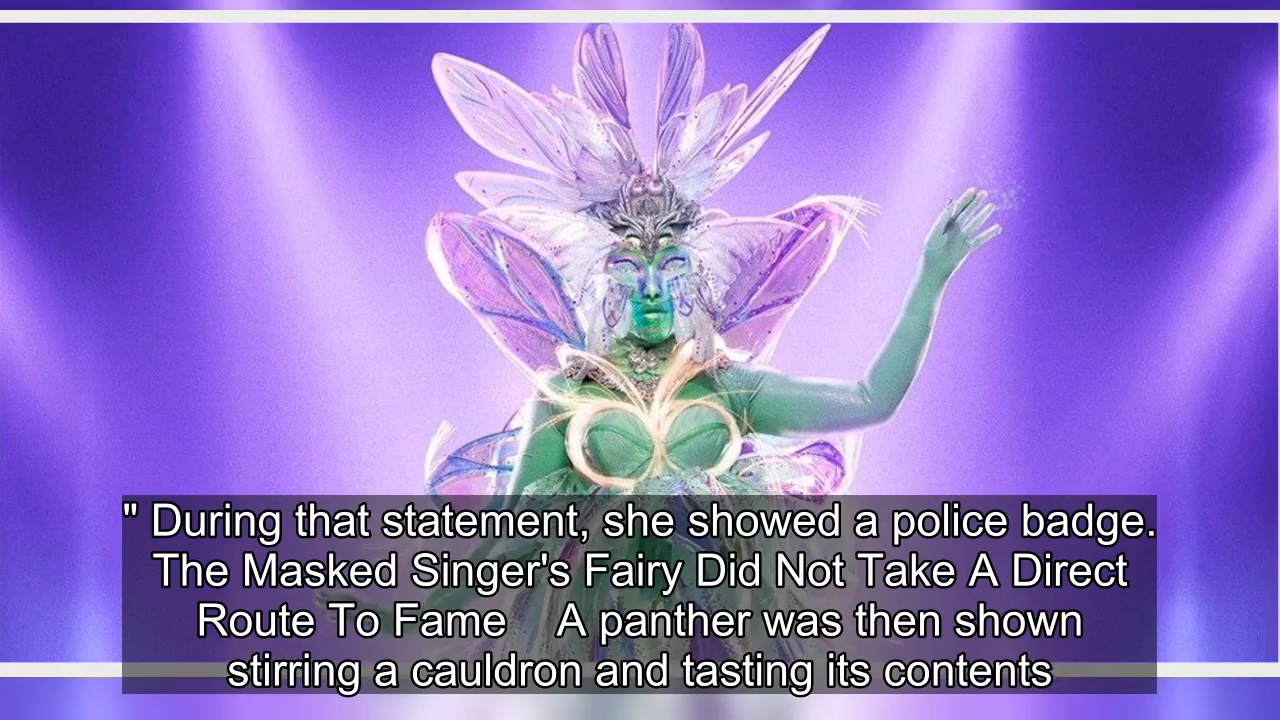 " During that statement, she showed a police badge.
The Masked Singer's Fairy Did Not Take A Direct
Route To Fame    A panther was then shown
stirring a cauldron and tasting its contents